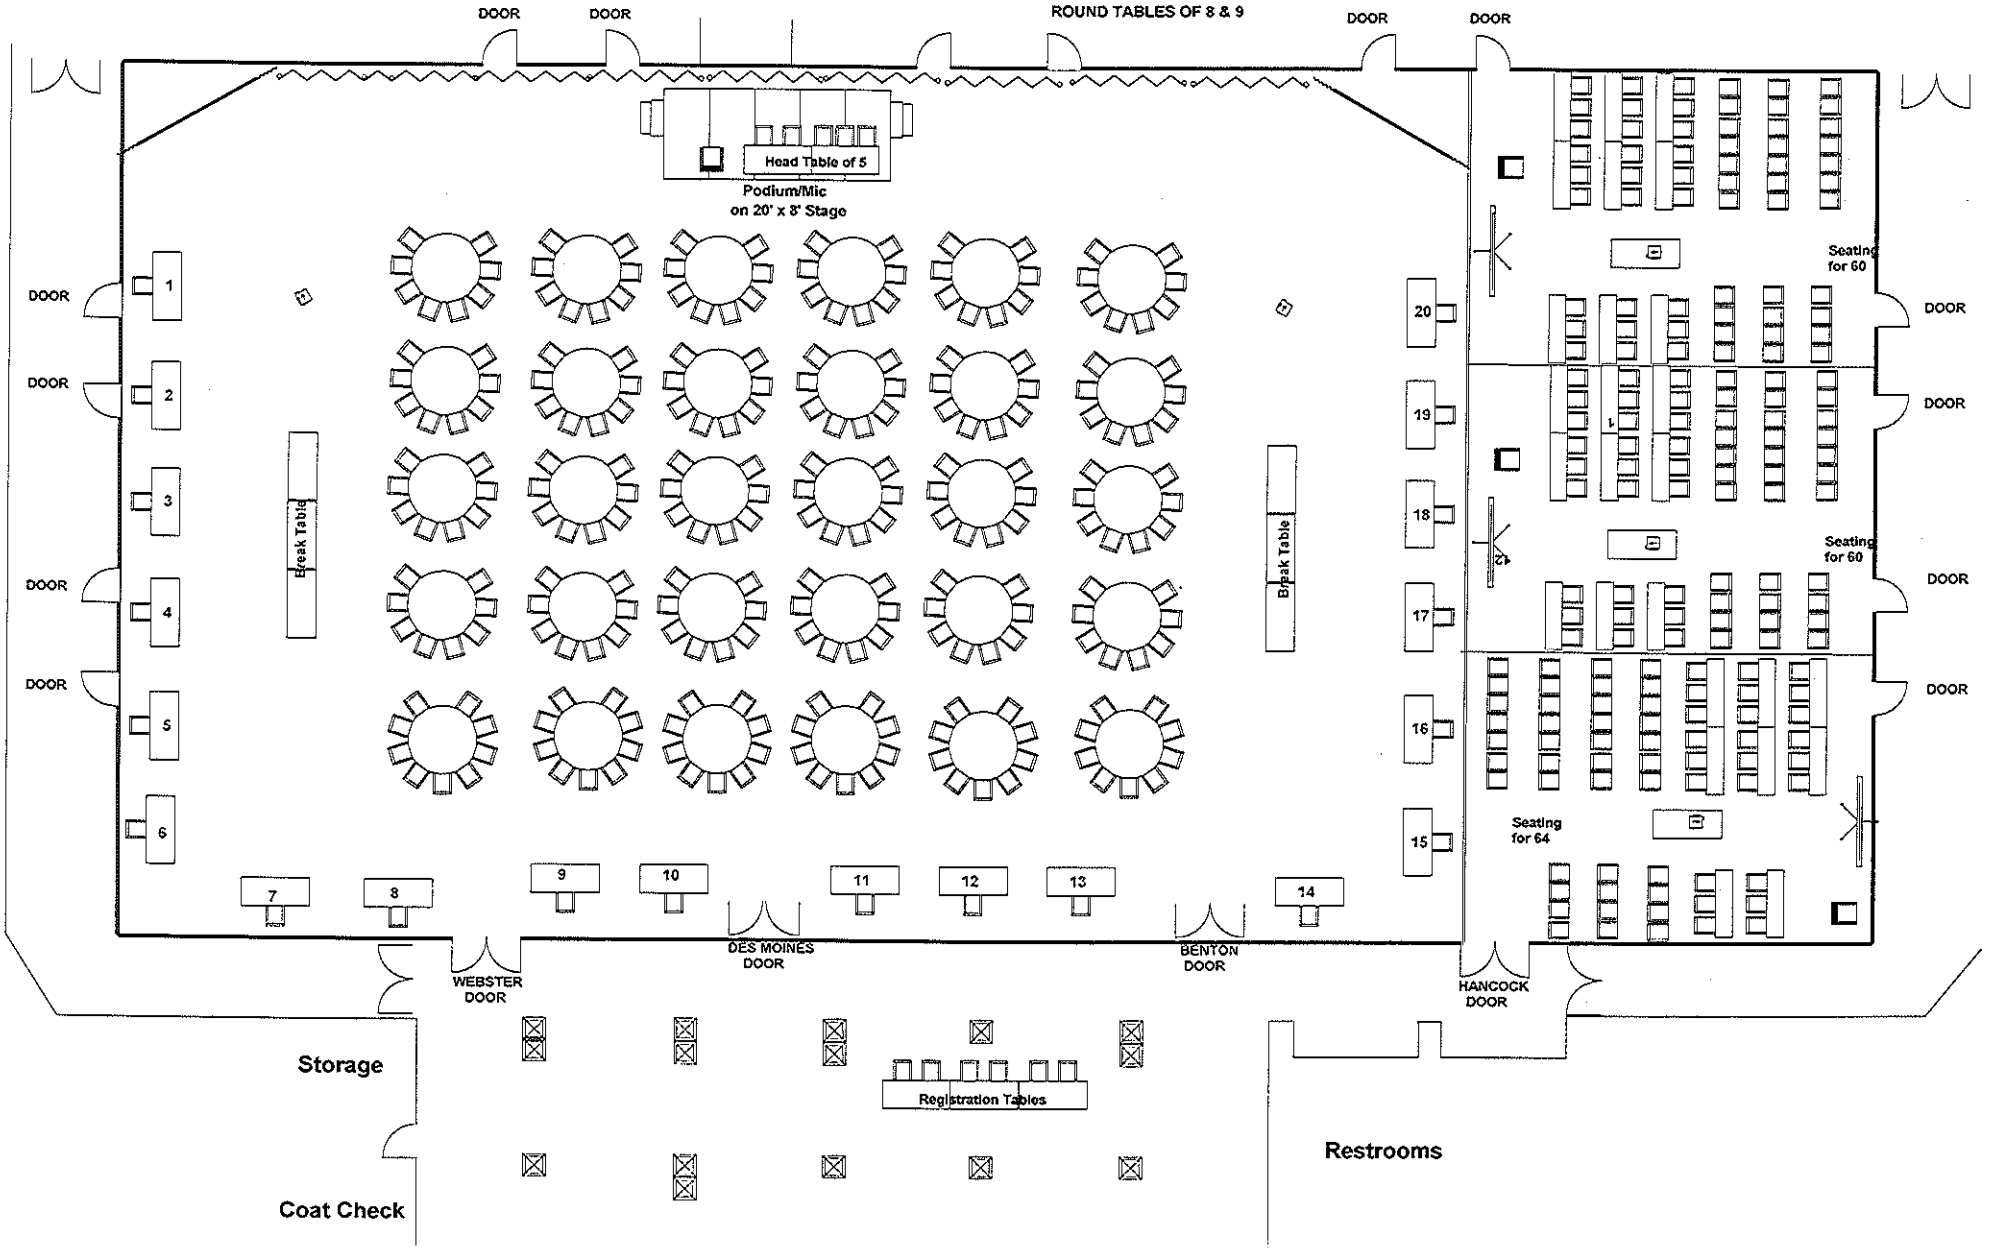 ROUND TABLES OF 8 & 9
DOOR
DOOR
DOOR
DOOR
Head Table of 5
Podium/Mic
on 20' x 8' Stage
Seating
for 60
DOOR
1
20
DOOR
DOOR
2
19
DOOR
1
3
Break Table
18
Break Table
Seating
for 60
12
DOOR
4
17
DOOR
DOOR
5
16
DOOR
6
15
Seating
for 64
7
8
9
10
11
12
13
14
WEBSTER
DOOR
DES MOINES
DOOR
BENTON
DOOR
HANCOCK
DOOR
Storage
Registration Tables
Restrooms
Coat Check